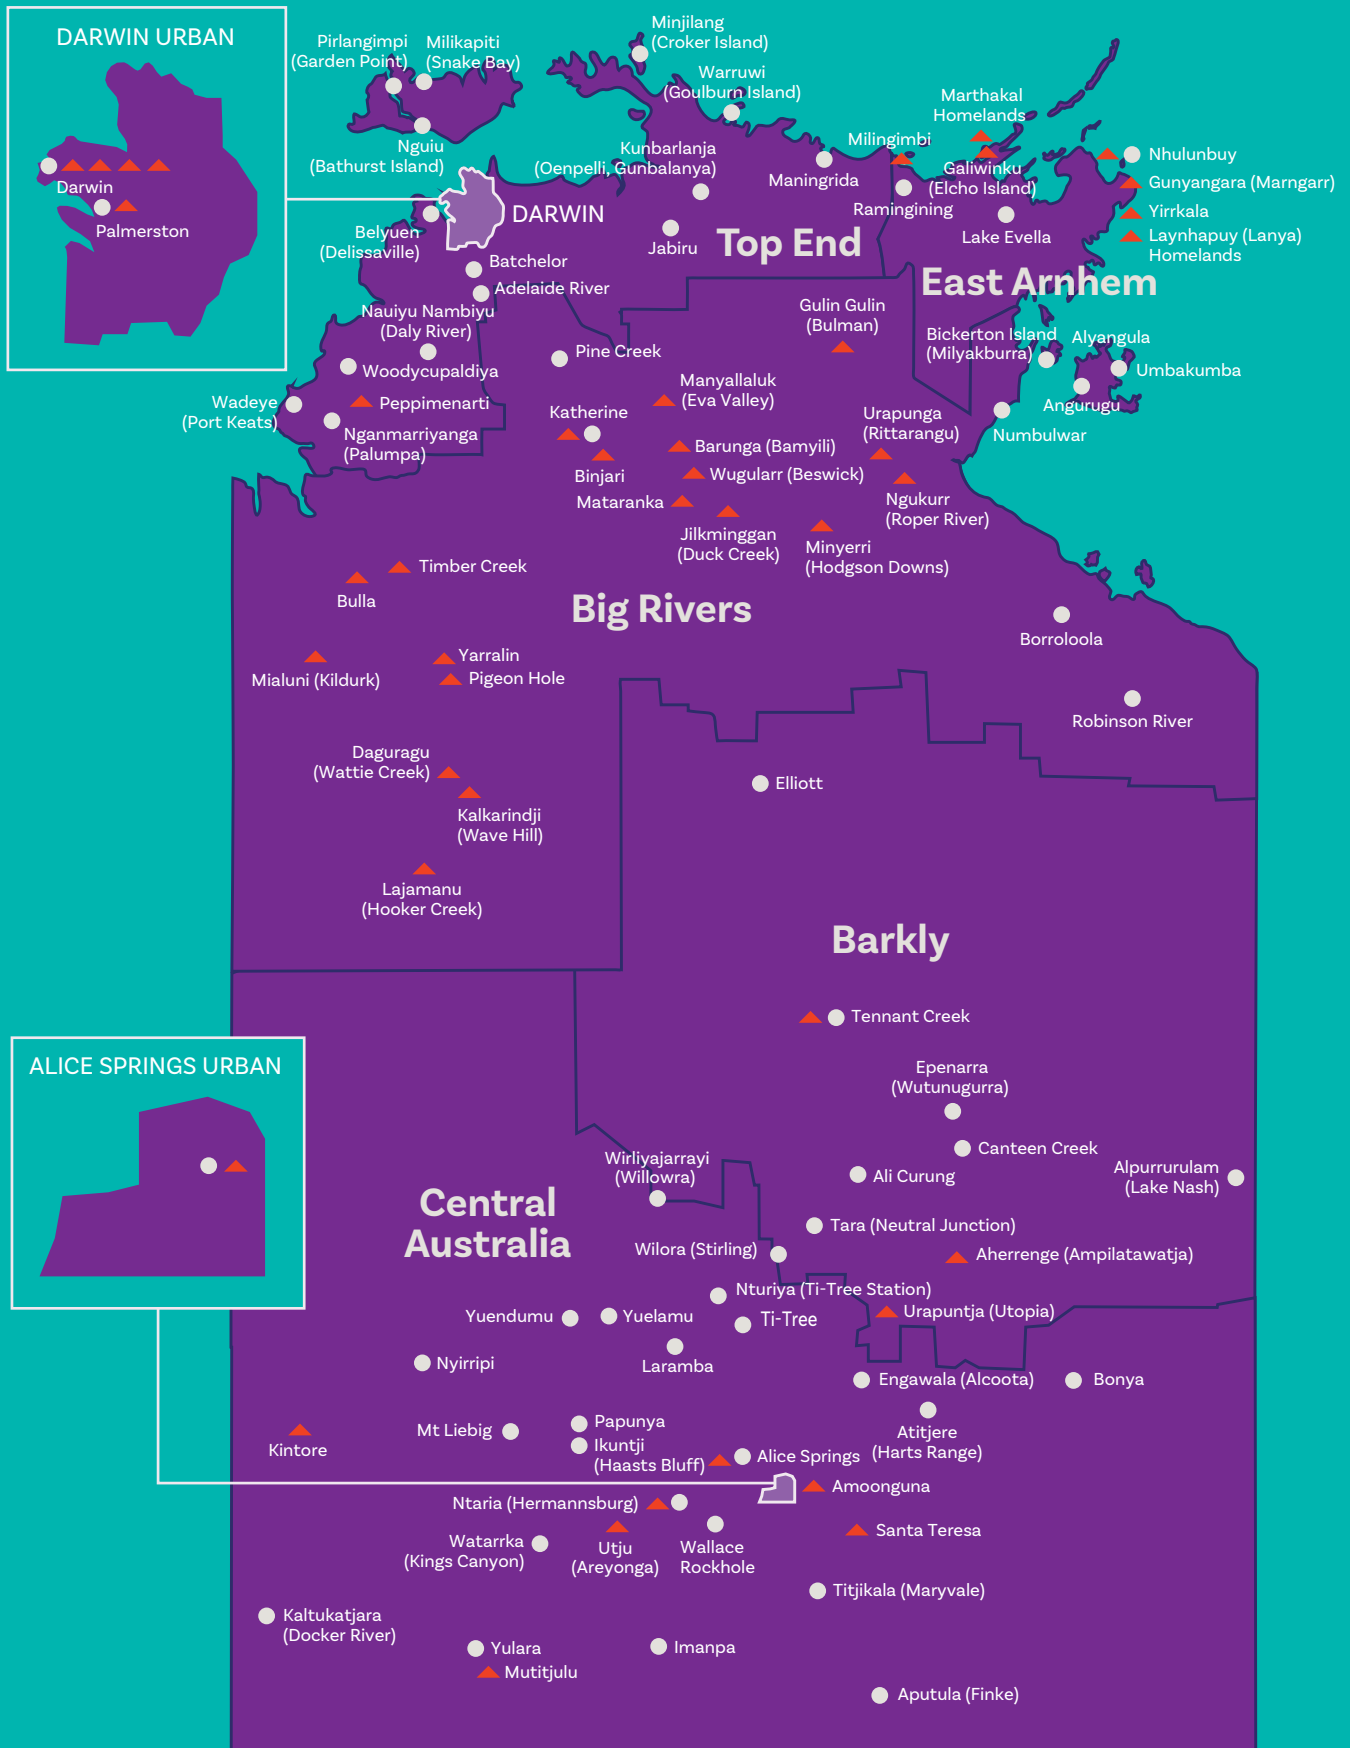 DARWIN URBAN
Darwin
Palmerston
Pirlangimpi
(Garden Point)
Milikapiti
(Snake Bay)
Nguiu
(Bathurst Island)
Minjilang
(Croker Island)
Warruwi
(Goulburn Island)
Kunbarlanja
(Oenpelli, Gunbalanya)
Maningrida
Milingimbi
Ramingining
Marthakal
Homelands
Galiwinku
(Elcho Island)
Lake Evella
Nhulunbuy
Gunyangara (Marngarr)
Yirrkala
Laynhapuy (Lanya)
Homelands
DARWIN
Belyuen
(Delissaville)
Jabiru
Top End
East Arnhem
Batchelor
Adelaide River
Nauiyu Nambiyu
(Daly River)
Woodycupaldiya
Pine Creek
Gulin Gulin
(Bulman)
Bickerton Island
(Milyakburra)
Alyangula
Umbakumba
Angurugu
Numbulwar
Wadeye
(Port Keats)
Peppimenarti
Nganmarriyanga
(Palumpa)
Katherine
Binjari
Manyallaluk
(Eva Valley)
Barunga (Bamyili)
Wugularr (Beswick)
Mataranka
Jilkminggan
(Duck Creek)
Urapunga
(Rittarangu)
Ngukurr
(Roper River)
Minyerri
(Hodgson Downs)
Timber Creek
Bulla
Big Rivers
Borroloola
Mialuni (Kildurk)
Yarralin
Pigeon Hole
Robinson River
Daguragu
(Wattie Creek)
Kalkarindji
(Wave Hill)
Elliott
Lajamanu
(Hooker Creek)
Barkly
Tennant Creek
ALICE SPRINGS URBAN
Epenarra
(Wutunugurra)
Canteen Creek
Ali Curung
Alpurrurulam
(Lake Nash)
Wirliyajarrayi
(Willowra)
Central
Australia
Tara (Neutral Junction)
Wilora (Stirling)
Aherrenge (Ampilatawatja)
Nturiya (Ti-Tree Station)
Urapuntja (Utopia)
Yuendumu
Yuelamu
Ti-Tree
Laramba
Nyirripi
Engawala (Alcoota)
Bonya
Atitjere
(Harts Range)
Kintore
Mt Liebig
Papunya
Ikuntji
(Haasts Bluff)
Alice Springs
Amoonguna
Ntaria (Hermannsburg)
Utju
(Areyonga)
Wallace
Rockhole
Watarrka
(Kings Canyon)
Santa Teresa
Titjikala (Maryvale)
Kaltukatjara
(Docker River)
Yulara
Mutitjulu
Imanpa
Aputula (Finke)